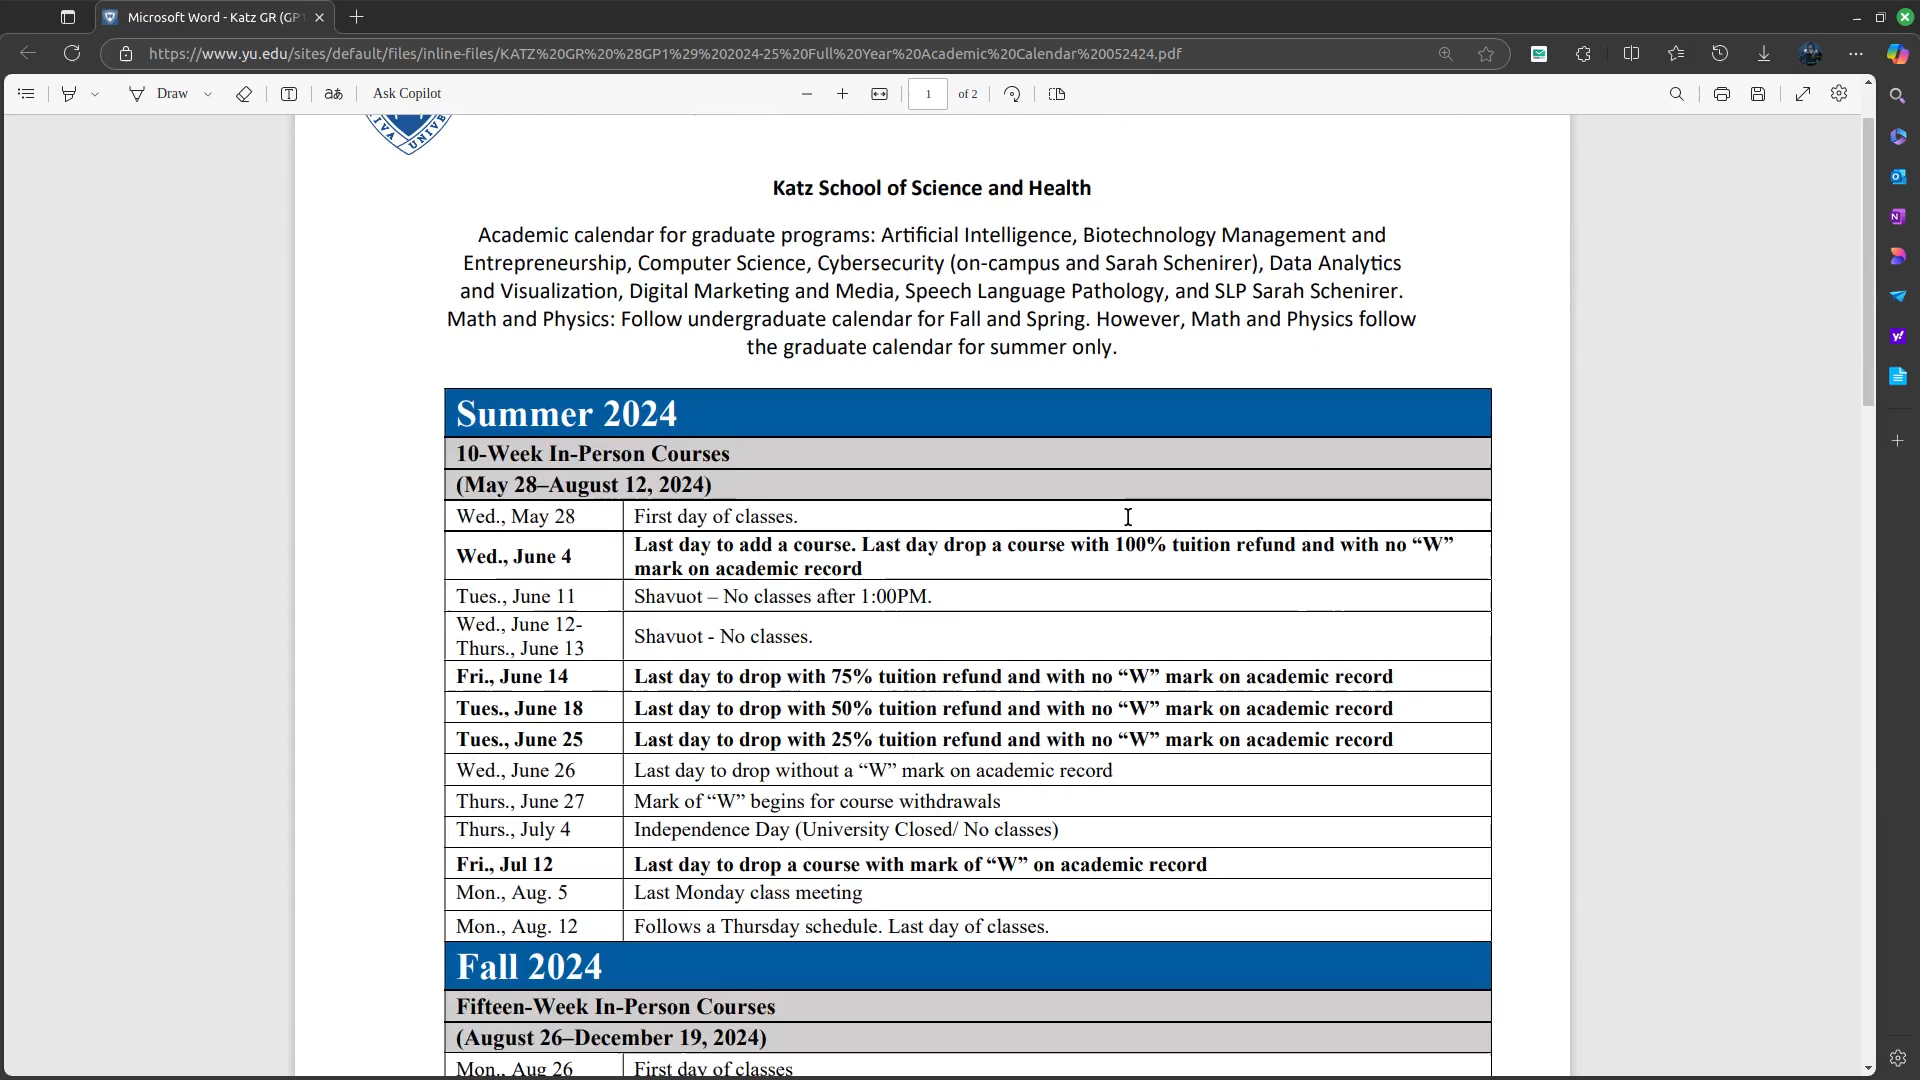 Microsoft Word - Katz GR (GP
https://www.yu.edu/sites/default/files/inline-files/KATZ%20GR%20%28GP1%29%202024-25%20Full%20Year%20Academic%20Calendar%20052424.pdf
Draw
aあ
Ask Copilot
1
of 2
IVA UNIVER
Katz School of Science and Health
Academic calendar for graduate programs: Artificial Intelligence, Biotechnology Management and
Entrepreneurship, Computer Science, Cybersecurity (on-campus and Sarah Schenirer), Data Analytics
and Visualization, Digital Marketing and Media, Speech Language Pathology, and SLP Sarah Schenirer.
Math and Physics: Follow undergraduate calendar for Fall and Spring. However, Math and Physics follow
the graduate calendar for summer only.
Summer 2024
10-Week In-Person Courses
(May 28–August 12, 2024)
Wed., May 28 First day of classes.
Wed., June 4 Last day to add a course. Last day drop a course with 100% tuition refund and with no “W”
mark on academic record
Tues., June 11 Shavuot – No classes after 1:00PM.
Wed., June 12-
Thurs., June 13 Shavuot - No classes.
Fri., June 14 Last day to drop with 75% tuition refund and with no “W” mark on academic record
Tues., June 18 Last day to drop with 50% tuition refund and with no “W” mark on academic record
Tues., June 25 Last day to drop with 25% tuition refund and with no “W” mark on academic record
Wed., June 26 Last day to drop without a “W” mark on academic record
Thurs., June 27 Mark of “W” begins for course withdrawals
Thurs., July 4 Independence Day (University Closed/ No classes)
Fri., Jul 12 Last day to drop a course with mark of “W” on academic record
Mon., Aug. 5 Last Monday class meeting
Mon., Aug. 12 Follows a Thursday schedule. Last day of classes.
Fall 2024
Fifteen-Week In-Person Courses
(August 26–December 19, 2024)
Mon., Aug 26 First day of classes